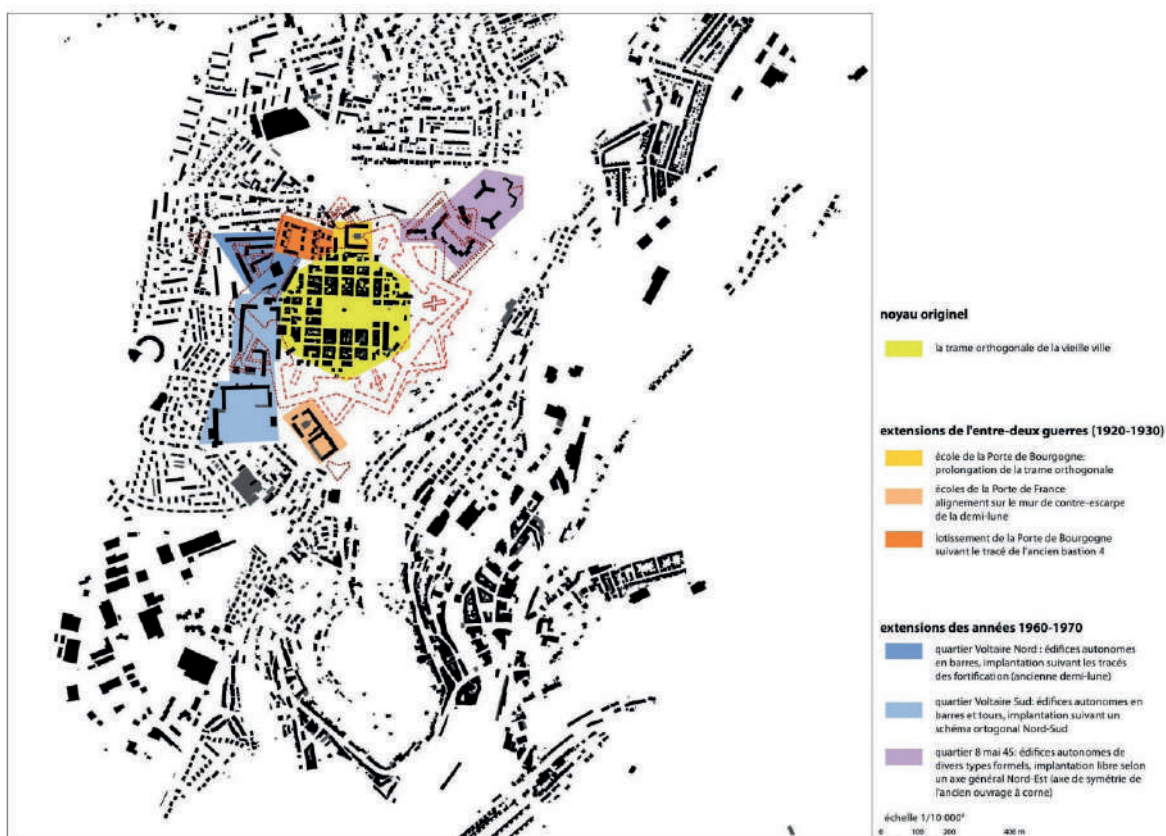 noyau originel
la trame orthogonale de la vieille ville
extensions de l'entre-deux guerres (1920-1930)
école de la Porte de Bourgogne:
prolongation de la trame orthogonale
écoles de la Porte de France
alignement sur le mur de contre-escarpe
de la demi-lune
lotissement de la Porte de Bourgogne
suivant le tracé de l'ancien bastion 4
extensions des années 1960-1970
quartier Voltaire Nord : édifices autonomes
en barres, implantation suivant les tracés
des fortification (ancienne demi-lune)
quartier Voltaire Sud: édifices autonomes en
barres et tours, implantation suivant un
schéma ortogonal Nord-Sud
quartier 8 mai 45: édifices autonomes de
divers types formels, implantation libre selon
un axe général Nord-Est (axe de symétrie de
l'ancien ouvrage à corne)
échelle 1/10 000°
0 100 200 400 m